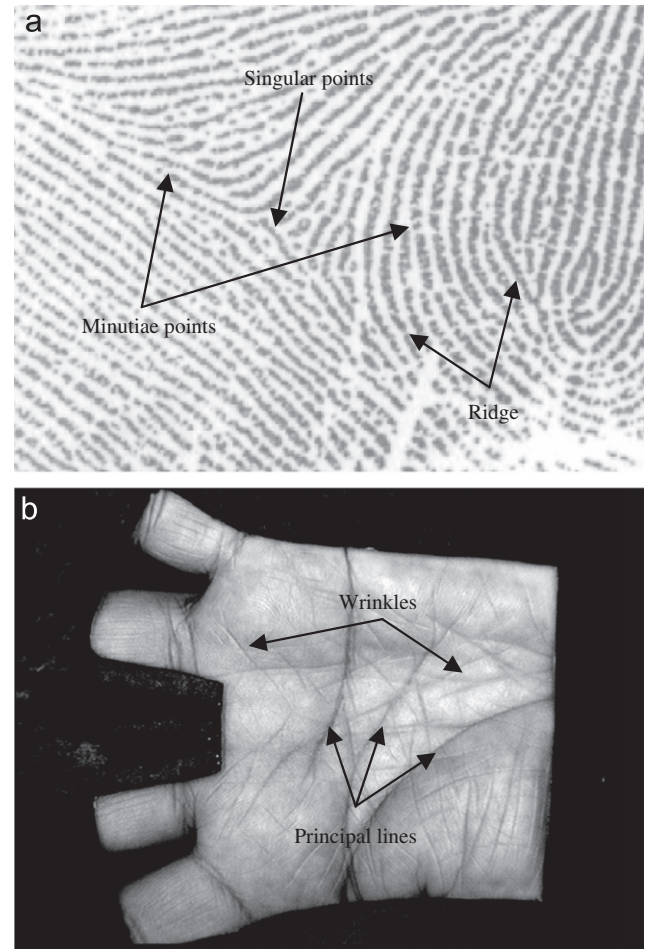 a
Singular points
Minutiae points
Ridge
b
Wrinkles
Principal lines